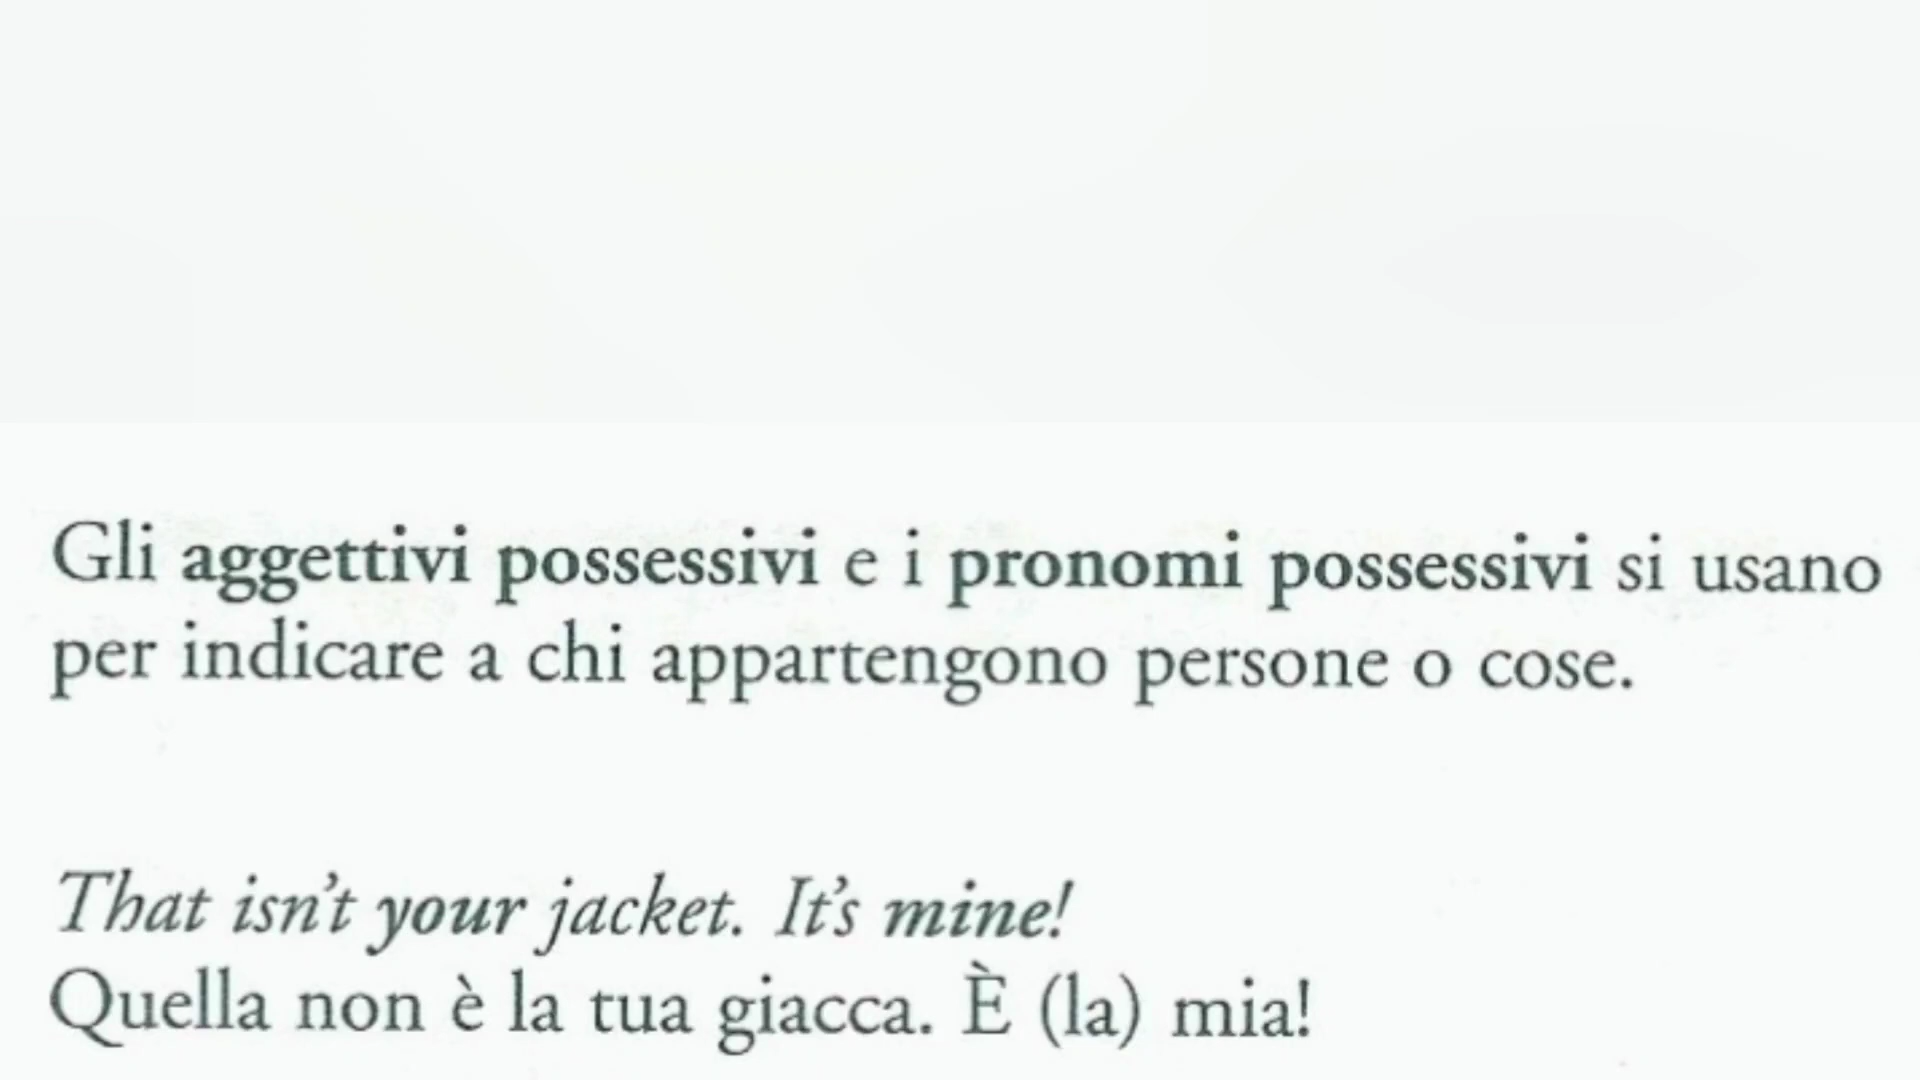 Gli aggettivi possessivi e i pronomi possessivi si usano
per indicare a chi appartengono persone o cose.
That isn't your jacket. It's mine!
Quella non è la tua giacca. È (la) mia!